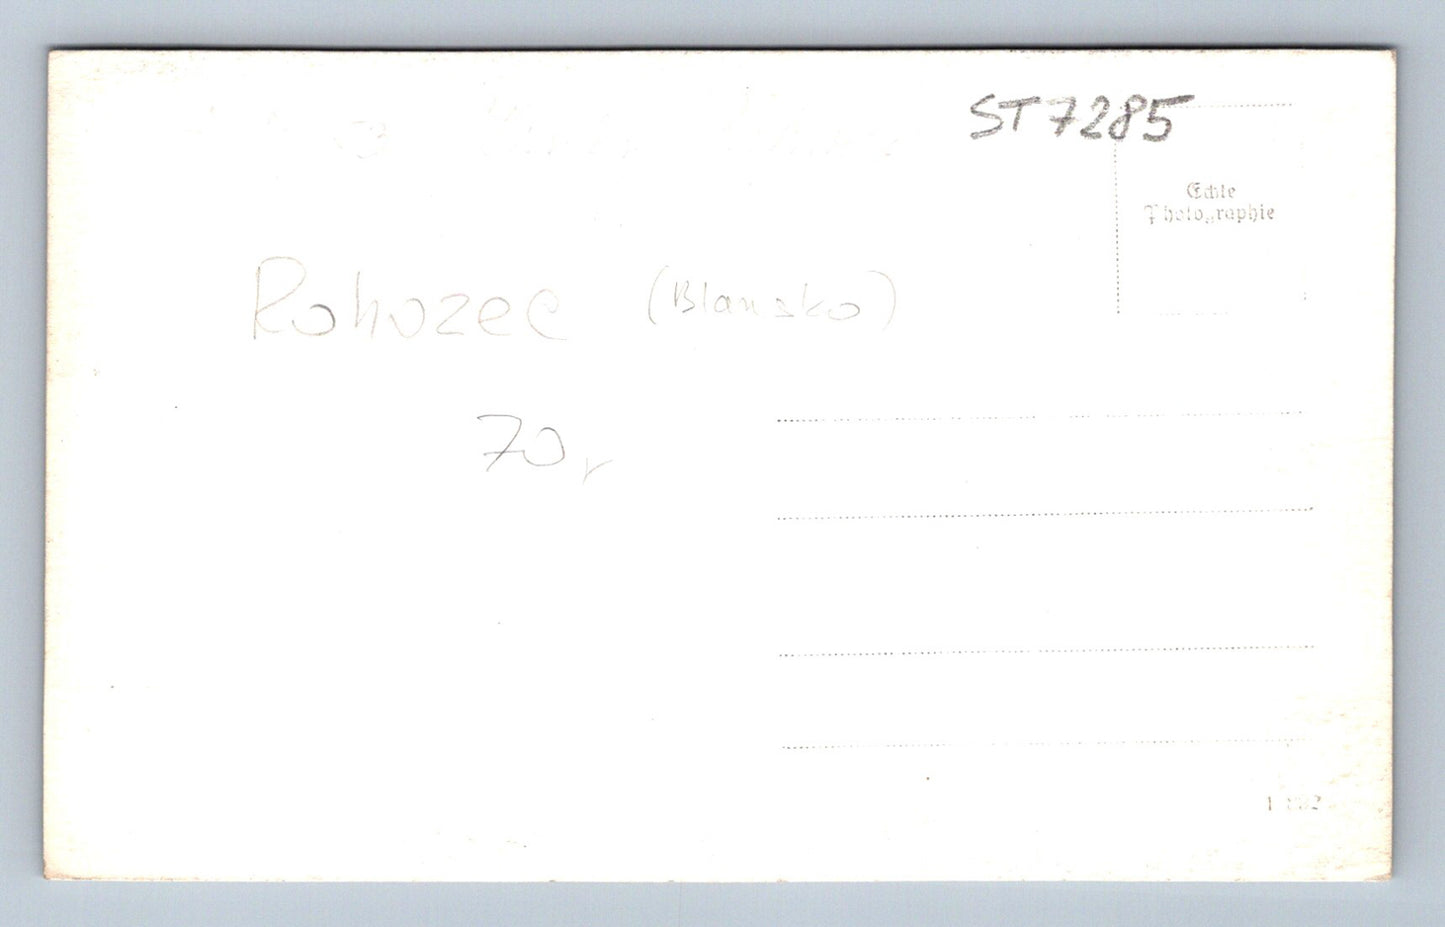 ST7285
Echte
Photographie
Rohozec (Blansko)
70,